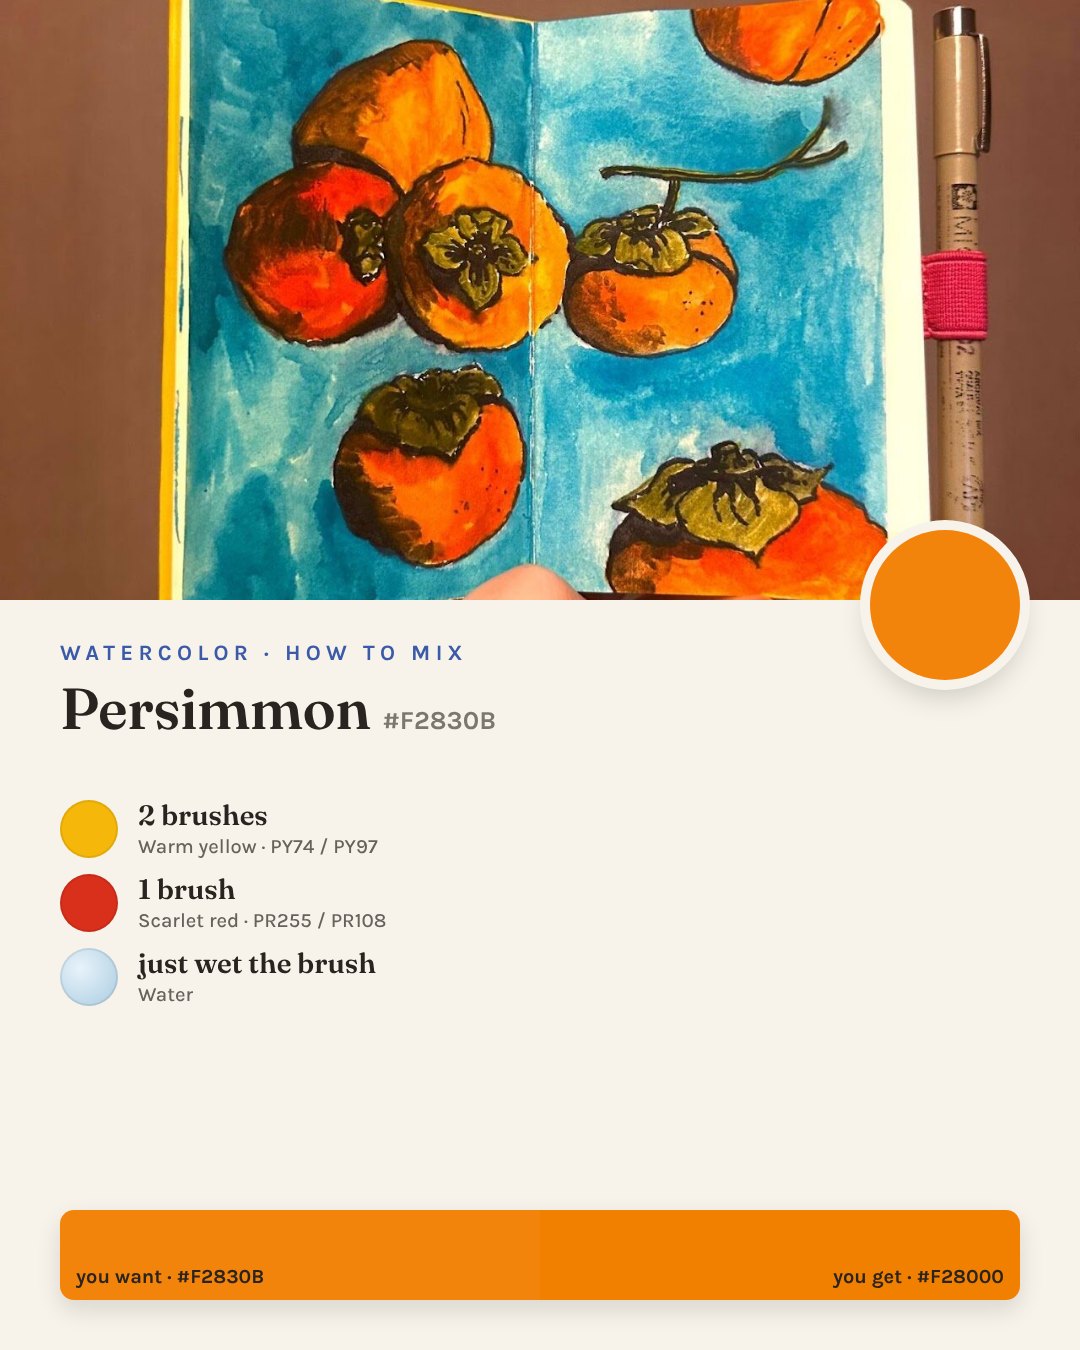 WATERCOLOR · HOW TO MIX
Persimmon #F2830B
2 brushes
Warm yellow · PY74 / PY97
1 brush
Scarlet red · PR255 / PR108
just wet the brush
Water
you want · #F2830B
you get · #F28000